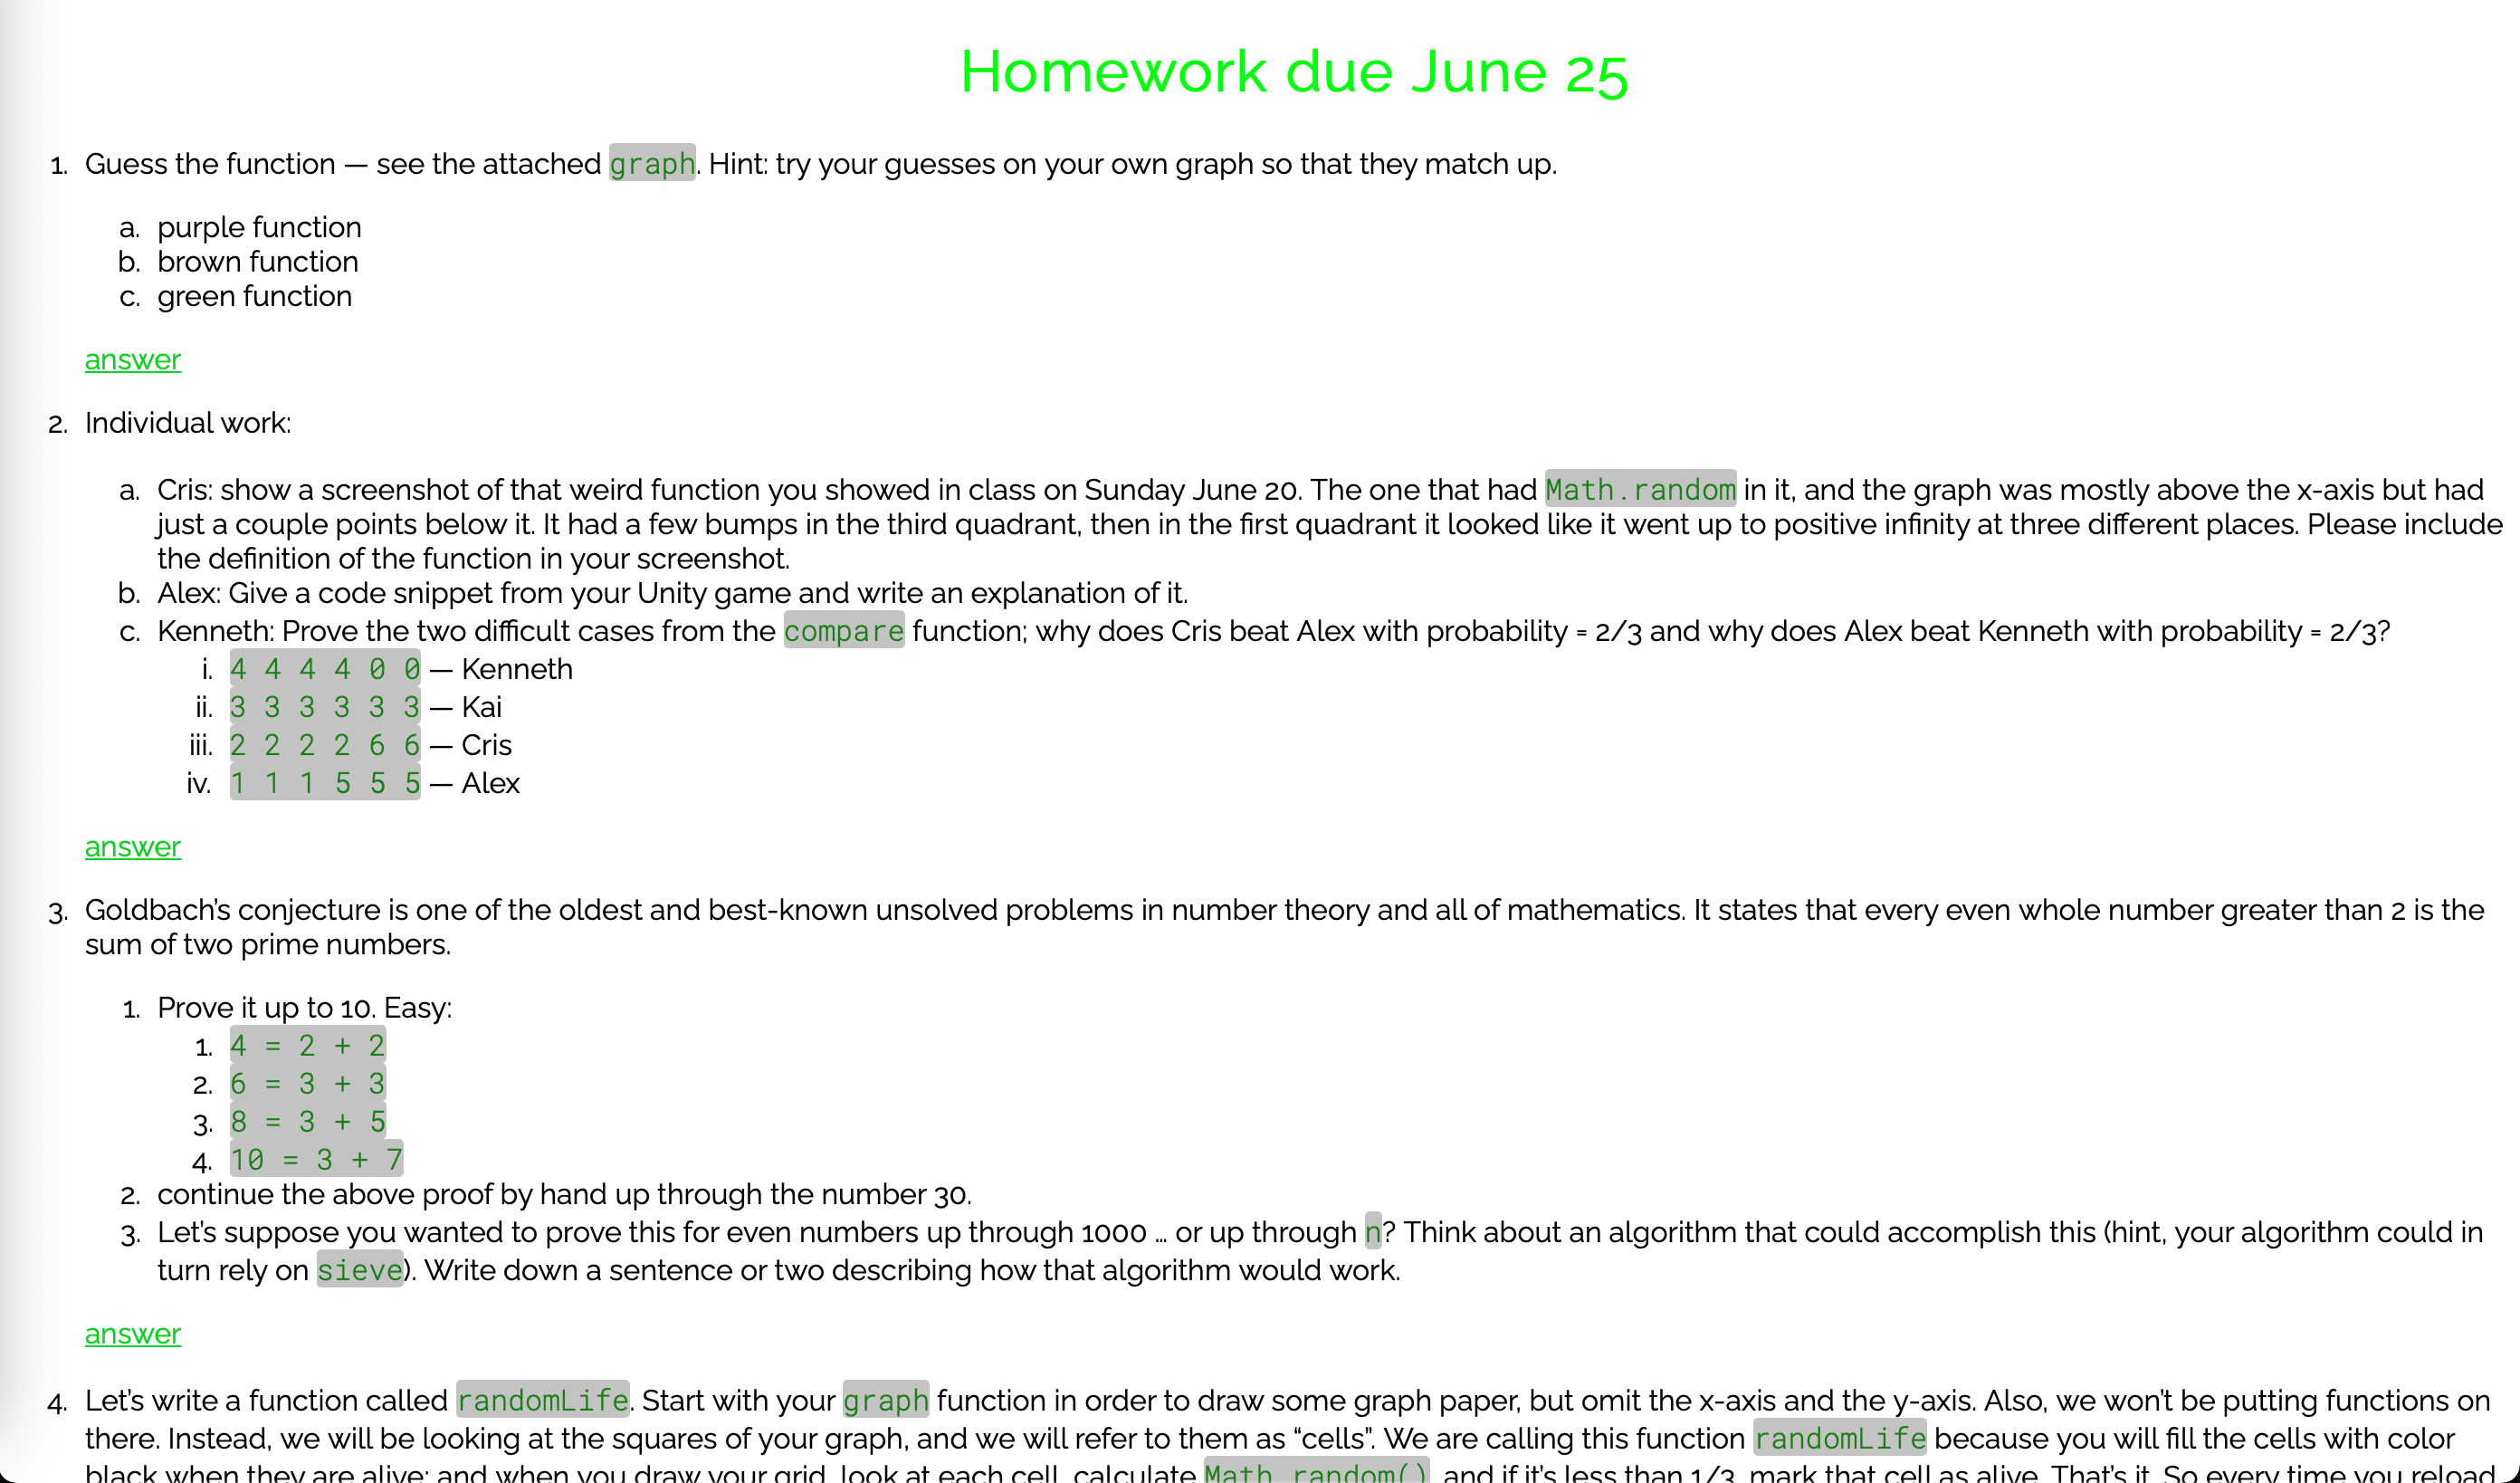 Homework due June 25
1. Guess the function — see the attached graph. Hint: try your guesses on your own graph so that they match up.
a. purple function
b. brown function
c. green function
answer
2. Individual work:
a. Cris: show a screenshot of that weird function you showed in class on Sunday June 20. The one that had Math.random in it, and the graph was mostly above the x-axis but had
just a couple points below it. It had a few bumps in the third quadrant, then in the first quadrant it looked like it went up to positive infinity at three different places. Please include
the definition of the function in your screenshot.
b. Alex: Give a code snippet from your Unity game and write an explanation of it.
c. Kenneth: Prove the two difficult cases from the compare function; why does Cris beat Alex with probability = 2/3 and why does Alex beat Kenneth with probability = 2/3?
i. 4 4 4 4 0 0 — Kenneth
ii. 3 3 3 3 3 3 — Kai
iii. 2 2 2 2 6 6 — Cris
iv. 1 1 1 5 5 5 — Alex
answer
3. Goldbach's conjecture is one of the oldest and best-known unsolved problems in number theory and all of mathematics. It states that every even whole number greater than 2 is the
sum of two prime numbers.
1. Prove it up to 10. Easy:
1. 4 = 2 + 2
2. 6 = 3 + 3
3. 8 = 3 + 5
4. 10 = 3 + 7
2. continue the above proof by hand up through the number 30.
3. Let's suppose you wanted to prove this for even numbers up through 1000 … or up through n? Think about an algorithm that could accomplish this (hint, your algorithm could in
turn rely on sieve). Write down a sentence or two describing how that algorithm would work.
answer
4. Let's write a function called randomLife. Start with your graph function in order to draw some graph paper, but omit the x-axis and the y-axis. Also, we won't be putting functions on
there. Instead, we will be looking at the squares of your graph, and we will refer to them as “cells”. We are calling this function randomLife because you will fill the cells with color
black when they are alive; and when you draw your grid, look at each cell, calculate Math.random(), and if it's less than 1/3, mark that cell as alive. That's it. So every time you reload